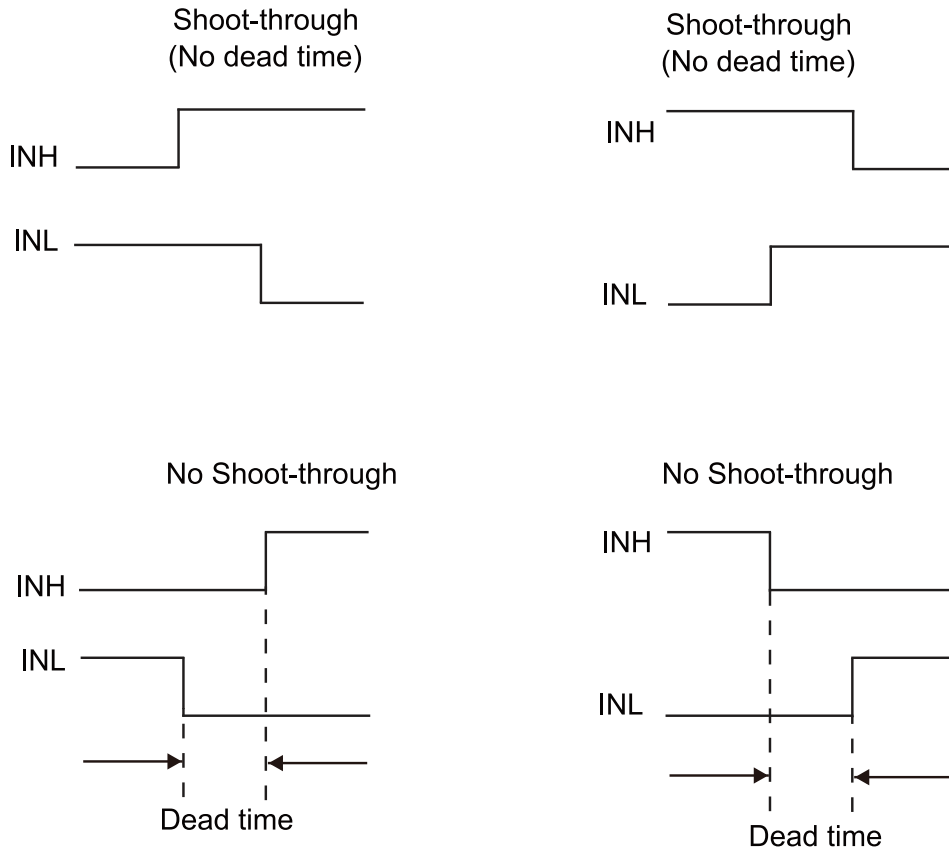 Shoot-through
(No dead time)
INH
INL
Shoot-through
(No dead time)
INH
INL
No Shoot-through
INH
INL
Dead time
No Shoot-through
INH
INL
Dead time